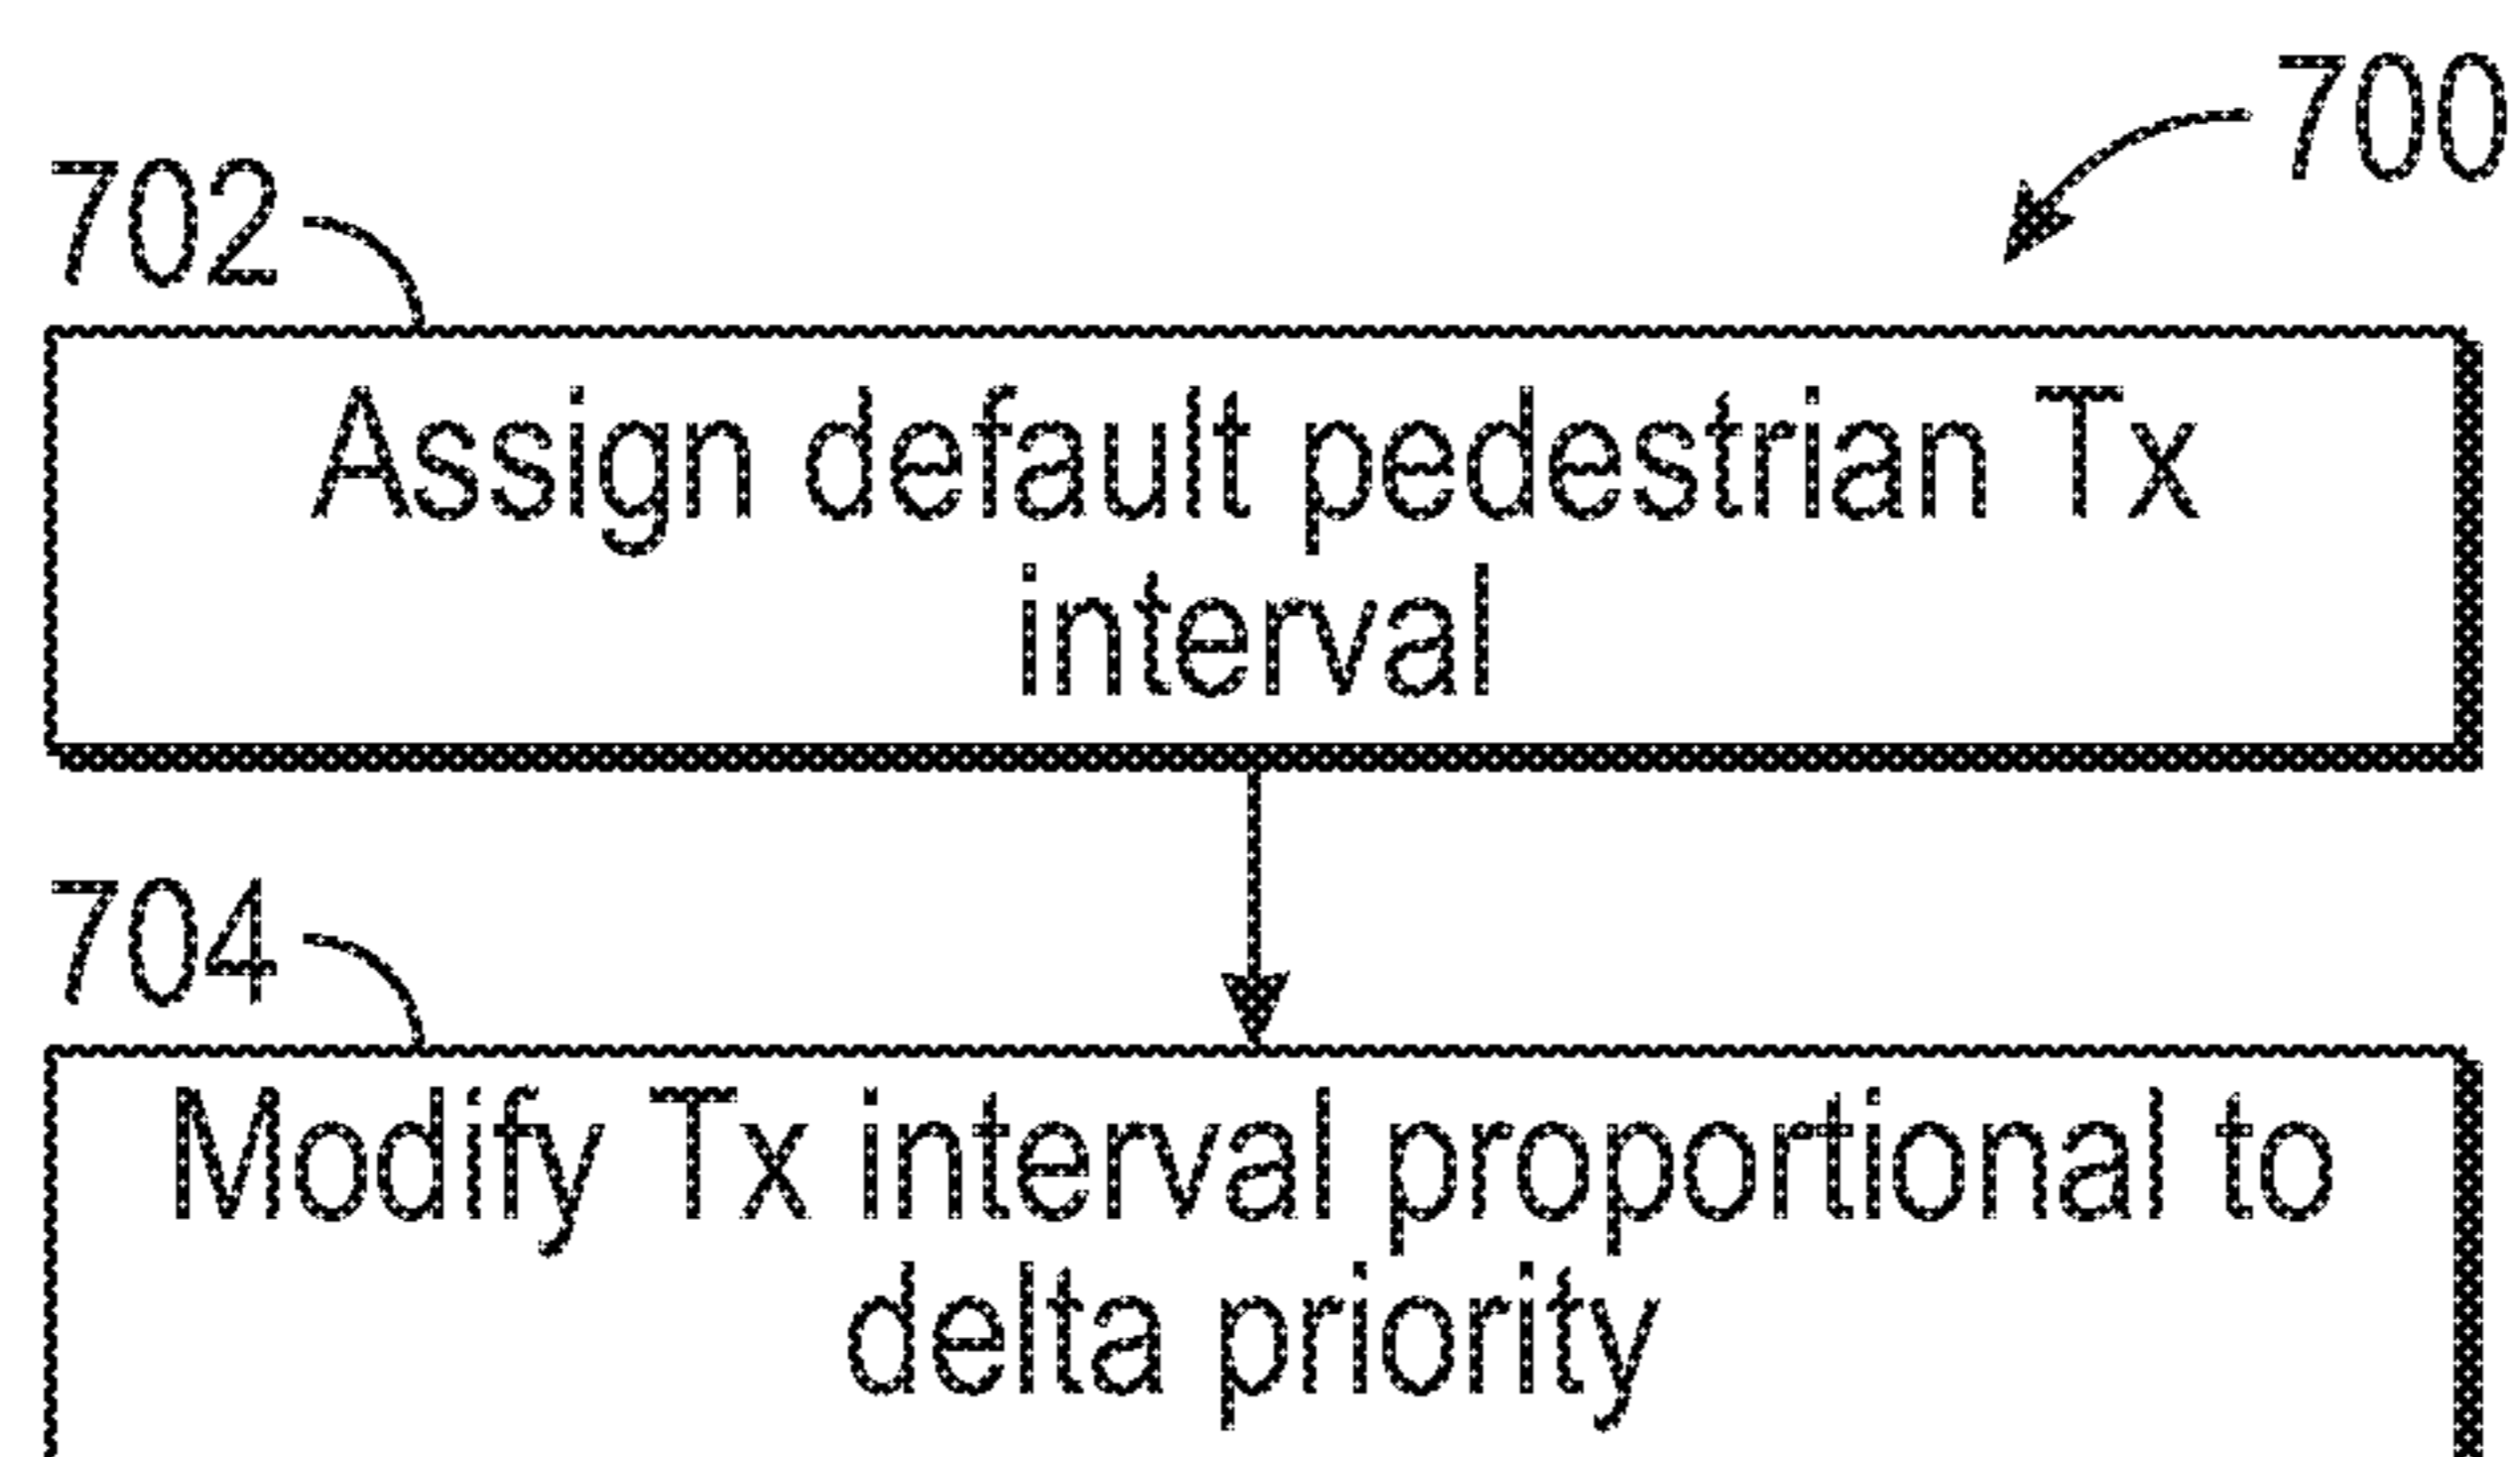 700
702
Assign default pedestrian Tx
interval
704
Modify Tx interval proportional to
delta priority